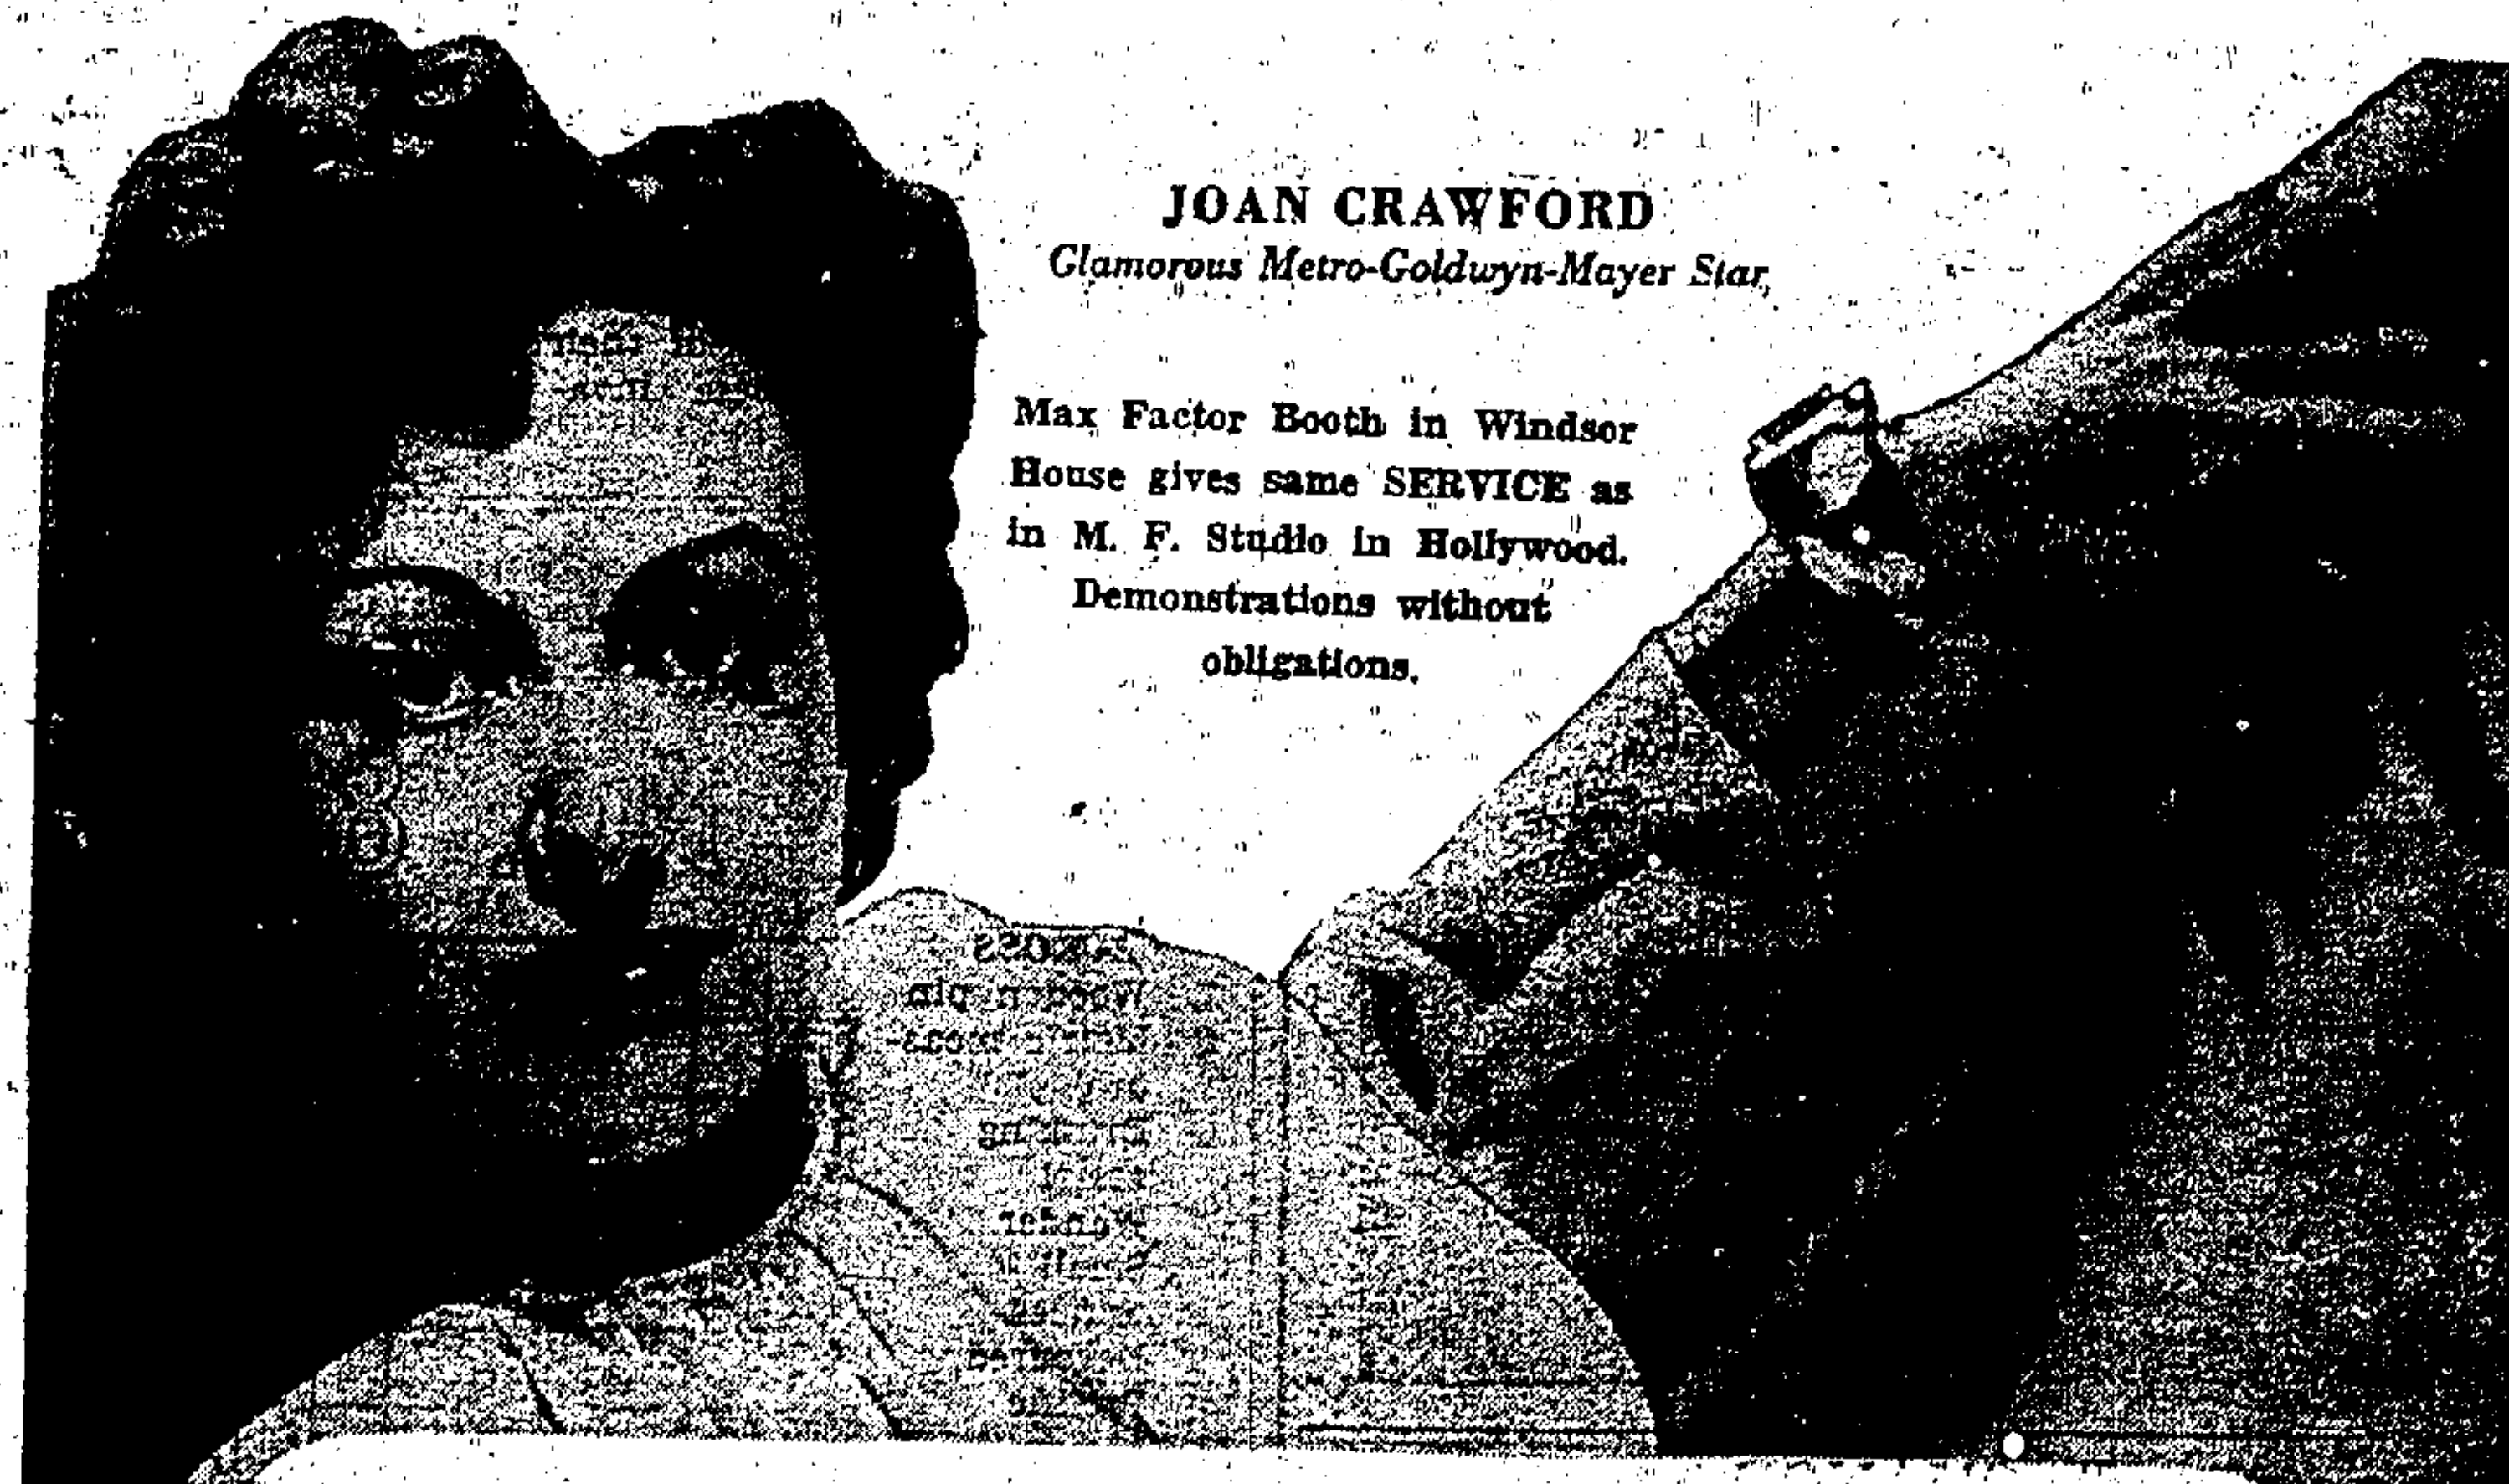 JOAN CRAWFORD
Glamorous Metro-Goldwyn-Mayer Star,
Max Factor Booth in Windsor
House gives same SERVICE as
in M. F. Studio in Hollywood.
Demonstrations without
obligations.